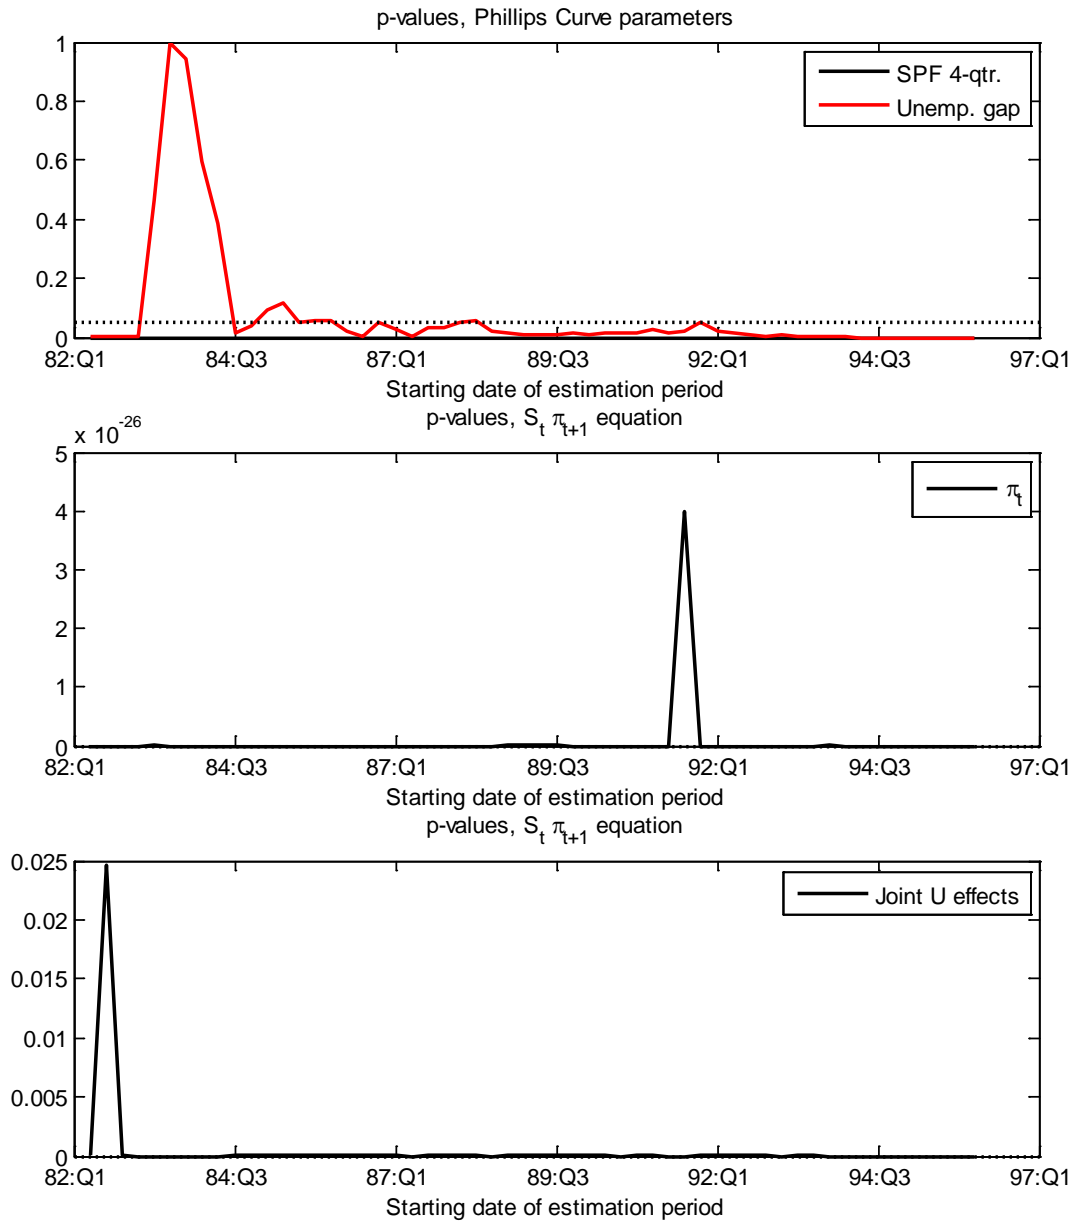 p-values, Phillips Curve parameters
1
0.8
0.6
0.4
0.2
0
SPF 4-qtr.
Unemp. gap
82:Q1 84:Q3 87:Q1 89:Q3 92:Q1 94:Q3 97:Q1
Starting date of estimation period
p-values, S_t π_{t+1} equation
x 10^{-26}
5
4
3
2
1
0
π_t
82:Q1 84:Q3 87:Q1 89:Q3 92:Q1 94:Q3 97:Q1
Starting date of estimation period
p-values, S_t π_{t+1} equation
0.025
0.02
0.015
0.01
0.005
0
Joint U effects
82:Q1 84:Q3 87:Q1 89:Q3 92:Q1 94:Q3 97:Q1
Starting date of estimation period